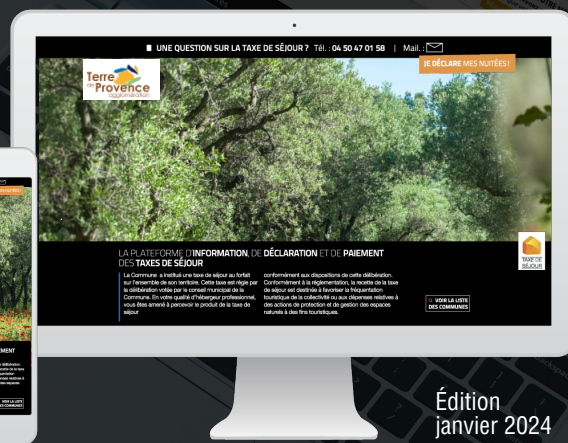 UNE QUESTION SUR LA TAXE DE SÉJOUR ? Tél. : 04 50 47 01 58 | Mail. :
JE DÉCLARE MES NUITÉES !
Terre
de Provence
agglomération
LA PLATEFORME D'INFORMATION, DE DÉCLARATION ET DE PAIEMENT
DES TAXES DE SÉJOUR
La Commune a institué une taxe de séjour au forfait
sur l'ensemble de son territoire. Cette taxe est régie par
la délibération votée par le conseil municipal de la
Commune. En votre qualité d'hébergeur professionnel,
vous êtes amené à percevoir le produit de la taxe de
séjour
conformément aux dispositions de cette délibération.
Conformément à la réglementation, la recette de la taxe
de séjour est destinée à favoriser la fréquentation
touristique de la collectivité ou aux dépenses relatives à
des actions de protection et de gestion des espaces
naturels à des fins touristiques.
TAXE DE
SÉJOUR
VOIR LA LISTE
DES COMMUNES
VOIR LA LISTE
DES COMMUNES
Édition
janvier 2024